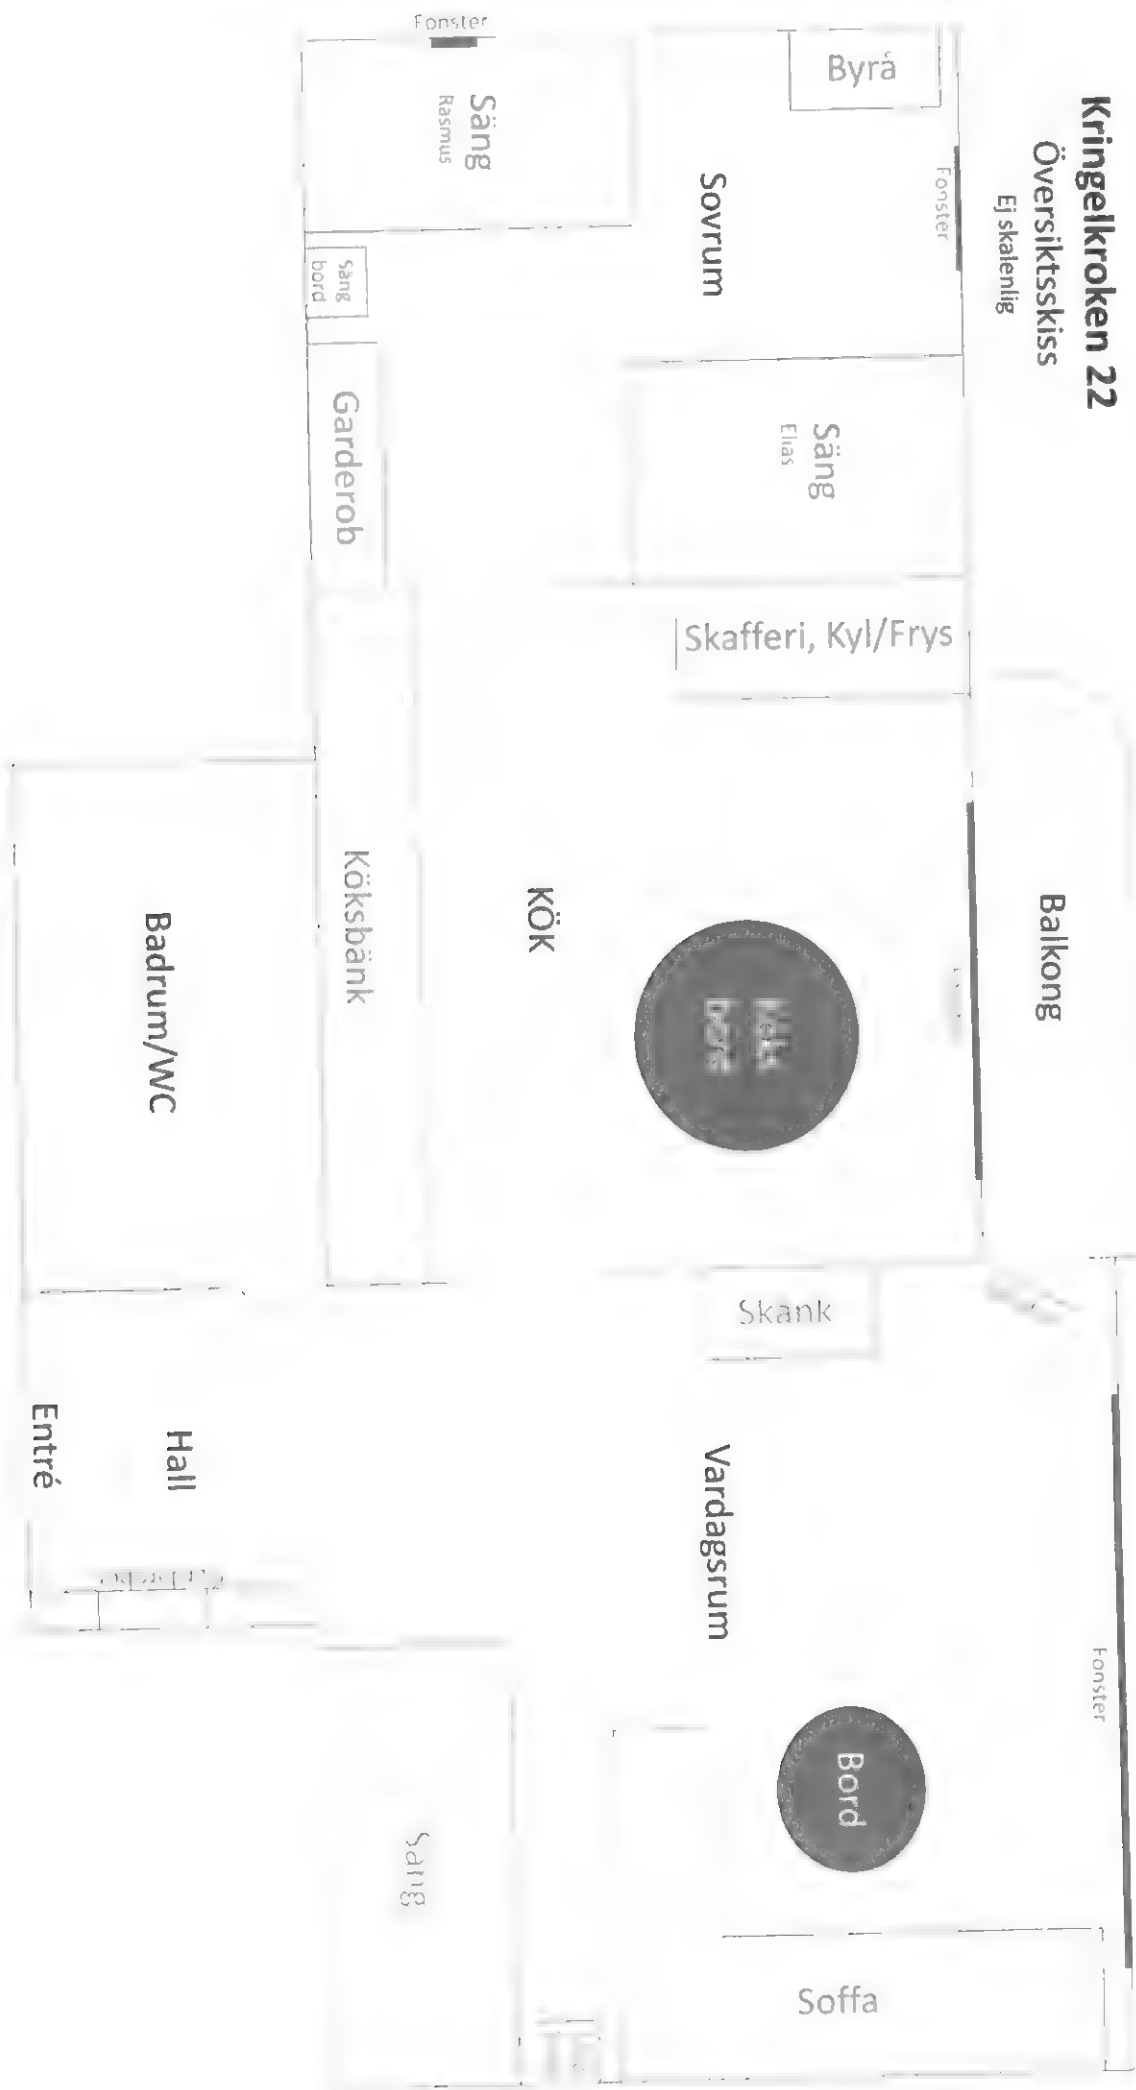 Kringelkroken 22
Översiktsskiss
Ej skalenlig
Fonster
Byrå
Säng
Rasmus
Sovrum
Fonster
Säng
bord
Garderob
Säng
Elias
Skafferi, Kyl/Frys
Balkong
KÖK
Köksbänk
Badrum/WC
Skänk
Entré
Hall
Vardagsrum
Fonster
Bord
Säng
Soffa